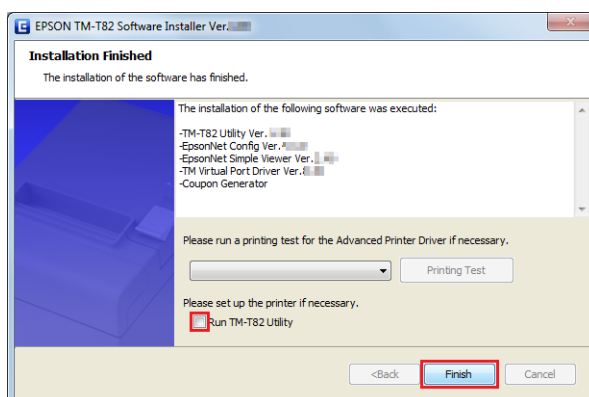 EPSON TM-T82 Software Installer Ver.
Installation Finished
The installation of the software has finished.
The installation of the following software was executed:
-TM-T82 Utility Ver.
-EpsonNet Config Ver.
-EpsonNet Simple Viewer Ver.
-TM Virtual Port Driver Ver.
-Coupon Generator
Please run a printing test for the Advanced Printer Driver if necessary.
Printing Test
Please set up the printer if necessary.
Run TM-T82 Utility
<Back Finish Cancel